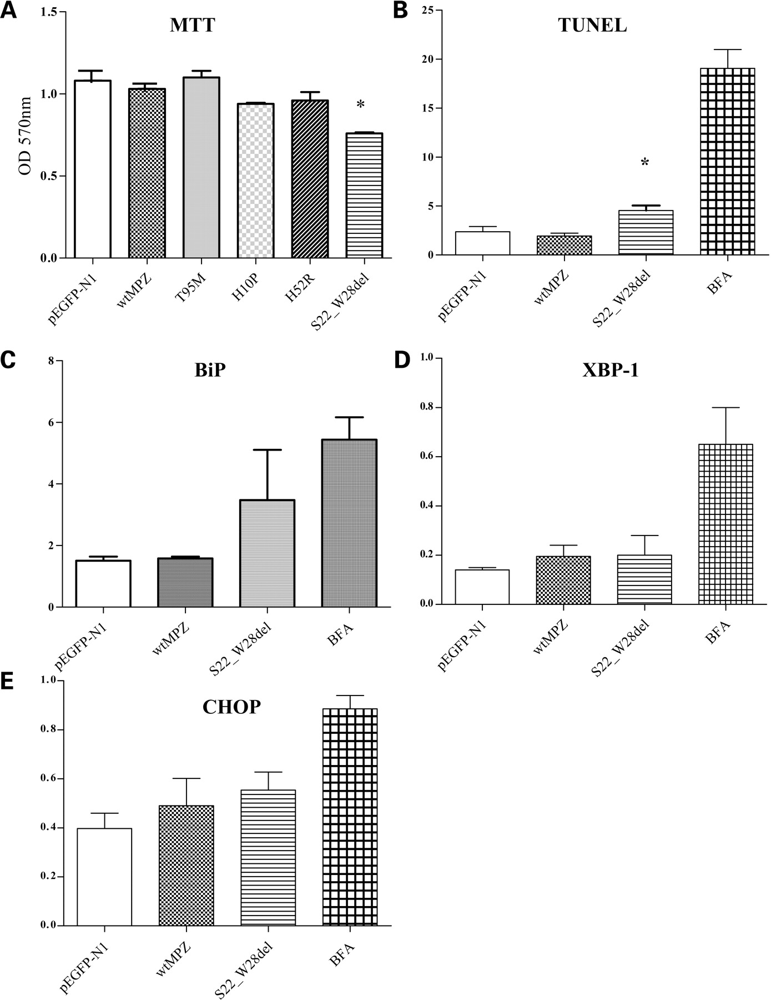 A
MTT
OD 570nm
1.5
1.0
0.5
0.0
pEGFP-N1
wtMPZ
T95M
H10P
H52R
S22_W28del
*
B
TUNEL
25
20
15
10
5
0
pEGFP-N1
wtMPZ
S22_W28del
BFA
*
C
BiP
8
6
4
2
0
pEGFP-N1
wtMPZ
S22_W28del
BFA
D
XBP-1
1.0
0.8
0.6
0.4
0.2
0.0
pEGFP-N1
wtMPZ
S22_W28del
BFA
E
CHOP
1.0
0.8
0.6
0.4
0.2
0.0
pEGFP-N1
wtMPZ
S22_W28del
BFA